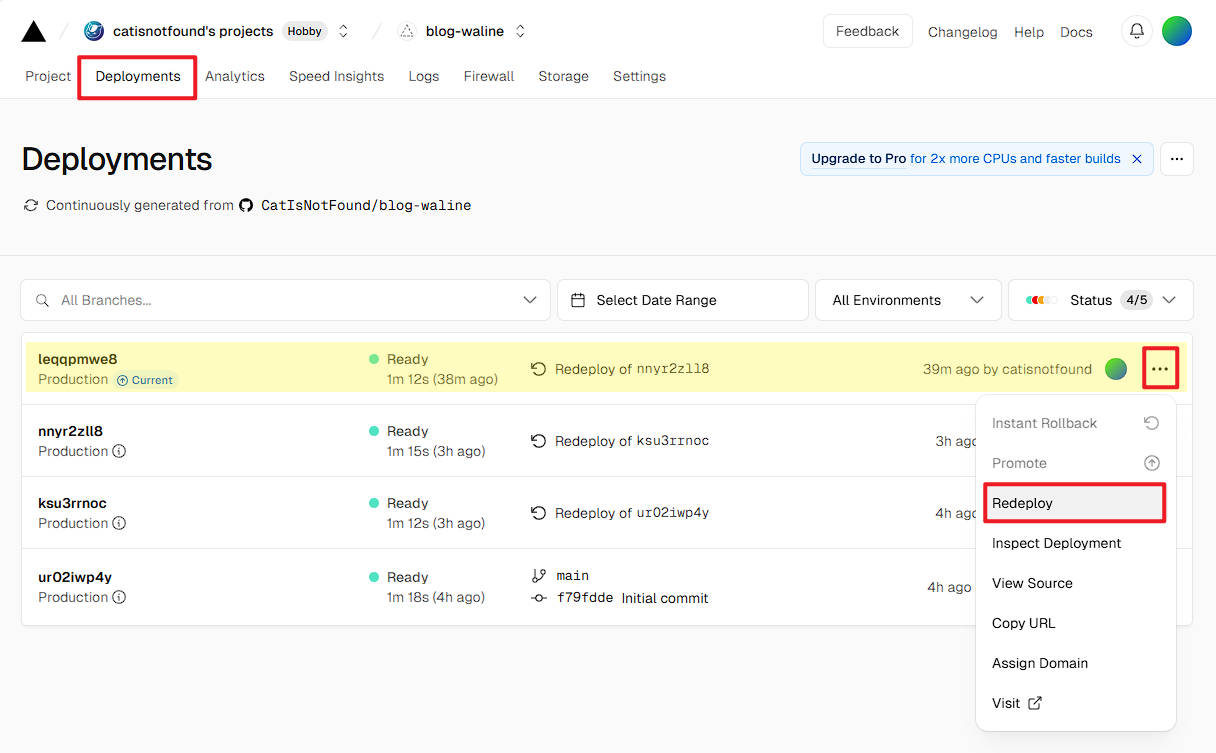 catisnotfound's projects Hobby blog-waline Feedback Changelog Help Docs
Project Deployments Analytics Speed Insights Logs Firewall Storage Settings
Deployments
Upgrade to Pro for 2x more CPUs and faster builds
Continuously generated from CatIsNotFound/blog-waline
All Branches... Select Date Range All Environments Status 4/5
leqqpmwe8 Ready Redeploy of nnyr2zll8 39m ago by catisnotfound
Production Current 1m 12s (38m ago)
nnyr2zll8 Ready Redeploy of ksu3rrnoc 3h ago
Production 1m 15s (3h ago)
ksu3rrnoc Ready Redeploy of ur02iwp4y 4h ago
Production 1m 12s (3h ago)
ur02iwp4y Ready main 4h ago
Production 1m 18s (4h ago) f79fdde Initial commit
Instant Rollback
Promote
Redeploy
Inspect Deployment
View Source
Copy URL
Assign Domain
Visit